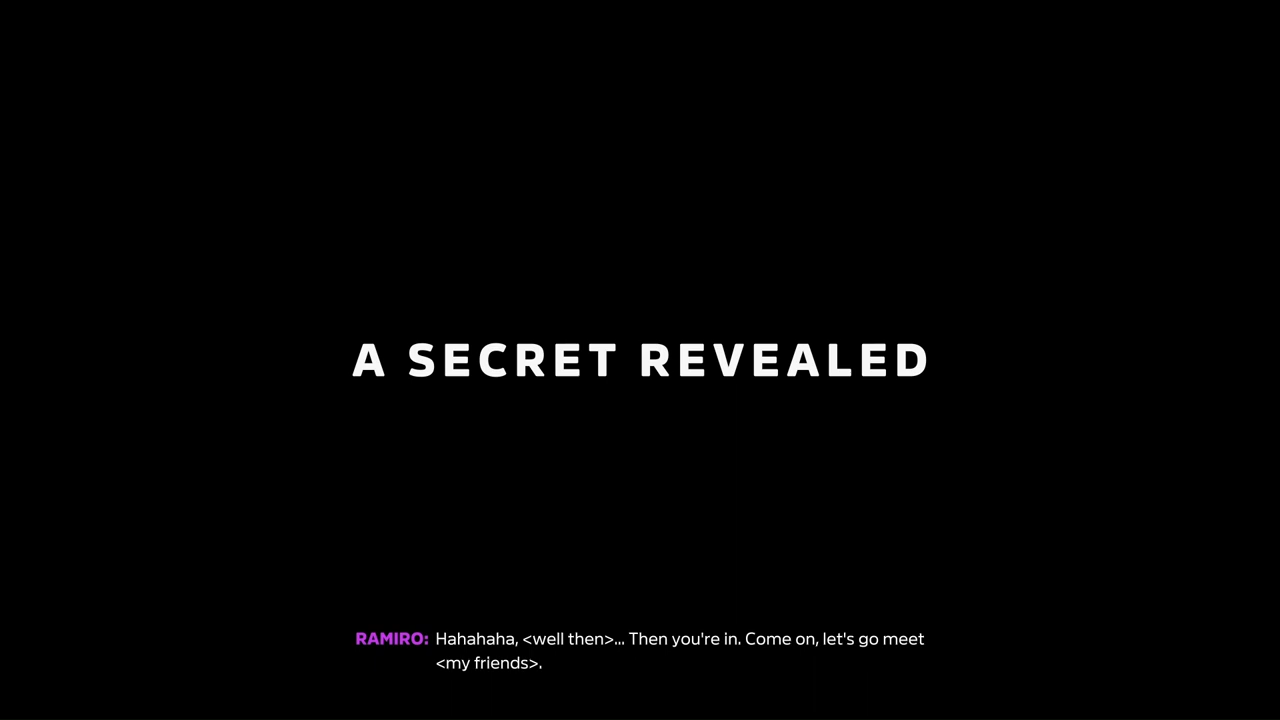 A SECRET REVEALED
RAMIRO: Hahahaha, <well then>... Then you're in. Come on, let's go meet
<my friends>.